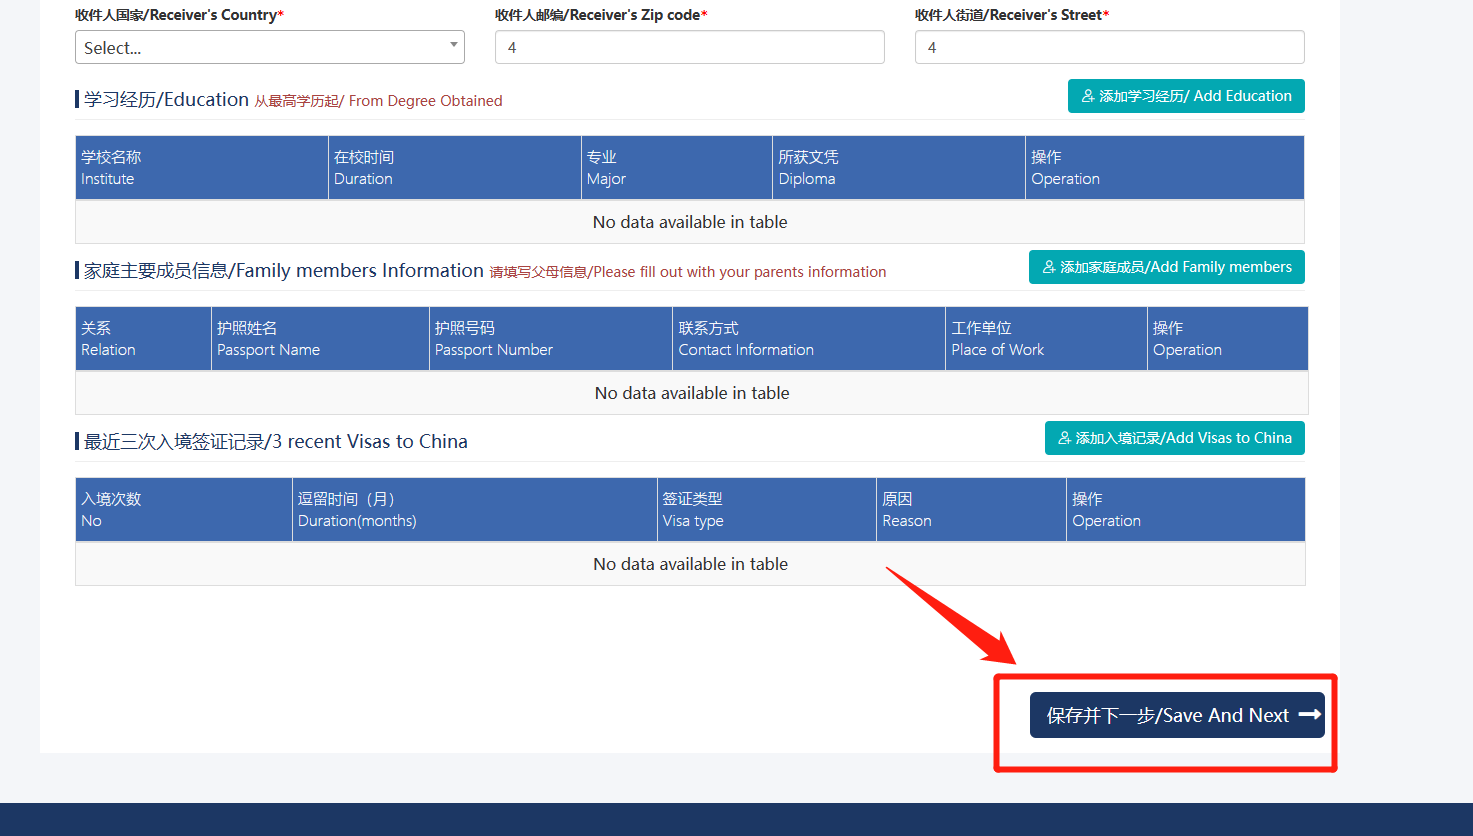 收件人国家/Receiver's Country* 收件人邮编/Receiver's Zip code* 收件人街道/Receiver's Street*
Select... 4 4
学习经历/Education 从最高学历起/ From Degree Obtained 添加学习经历/ Add Education
学校名称 在校时间 专业 所获文凭 操作
Institute Duration Major Diploma Operation
No data available in table
家庭主要成员信息/Family members Information 请填写父母信息/Please fill out with your parents information 添加家庭成员/Add Family members
关系 护照姓名 护照号码 联系方式 工作单位 操作
Relation Passport Name Passport Number Contact Information Place of Work Operation
No data available in table
最近三次入境签证记录/3 recent Visas to China 添加入境记录/Add Visas to China
入境次数 逗留时间（月） 签证类型 原因 操作
No Duration(months) Visa type Reason Operation
No data available in table
保存并下一步/Save And Next